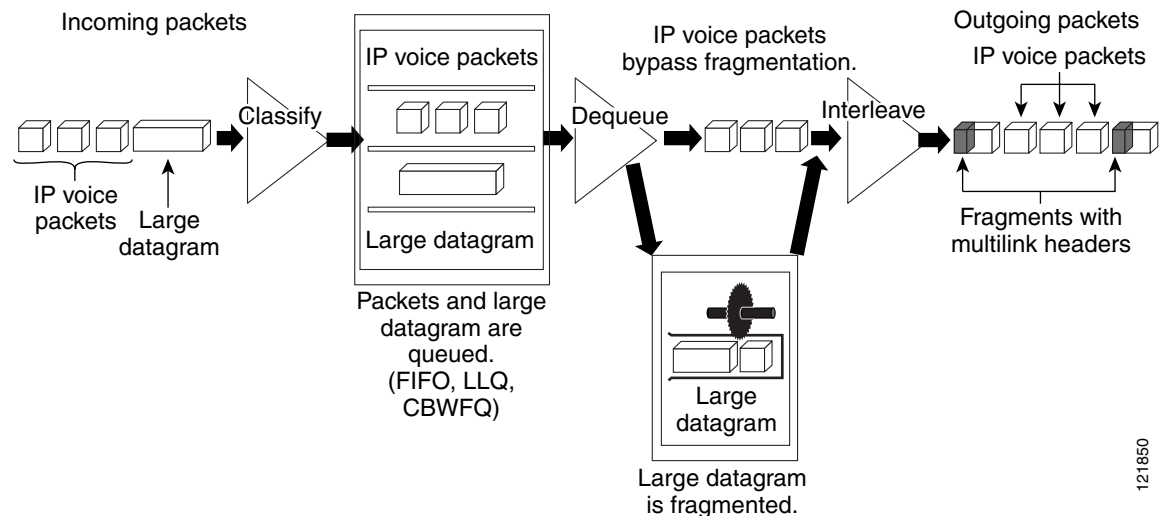 Incoming packets
IP voice
packets
Large
datagram
Classify
IP voice packets
Large datagram
Packets and large
datagram are
queued.
(FIFO, LLQ,
CBWFQ)
Dequeue
IP voice packets
bypass fragmentation.
Large
datagram
Large datagram
is fragmented.
Interleave
Outgoing packets
IP voice packets
Fragments with
multilink headers
121850